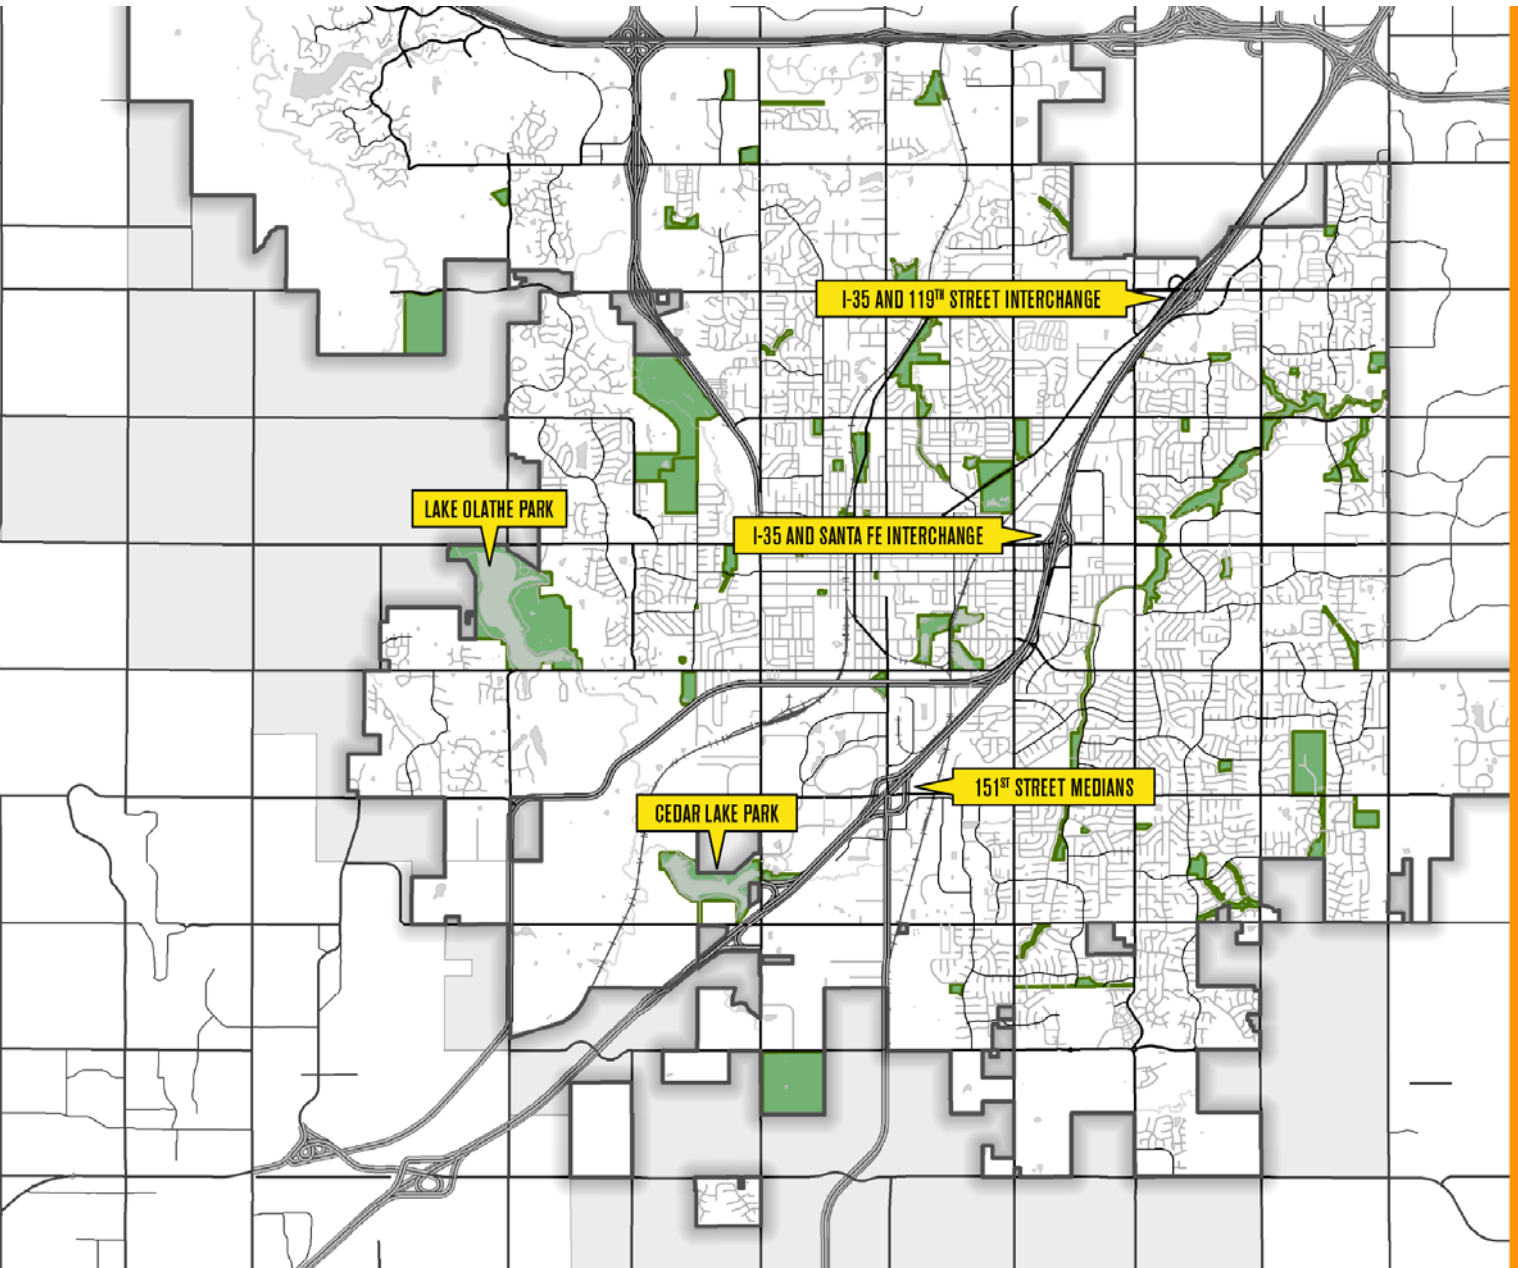 I-35 AND 119TH STREET INTERCHANGE
LAKE OLATHE PARK
I-35 AND SANTA FE INTERCHANGE
151ST STREET MEDIANS
CEDAR LAKE PARK